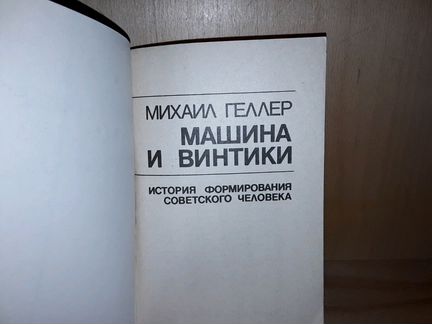 МИХАИЛ ГЕЛЛЕР
МАШИНА
И ВИНТИКИ
ИСТОРИЯ ФОРМИРОВАНИЯ
СОВЕТСКОГО ЧЕЛОВЕКА